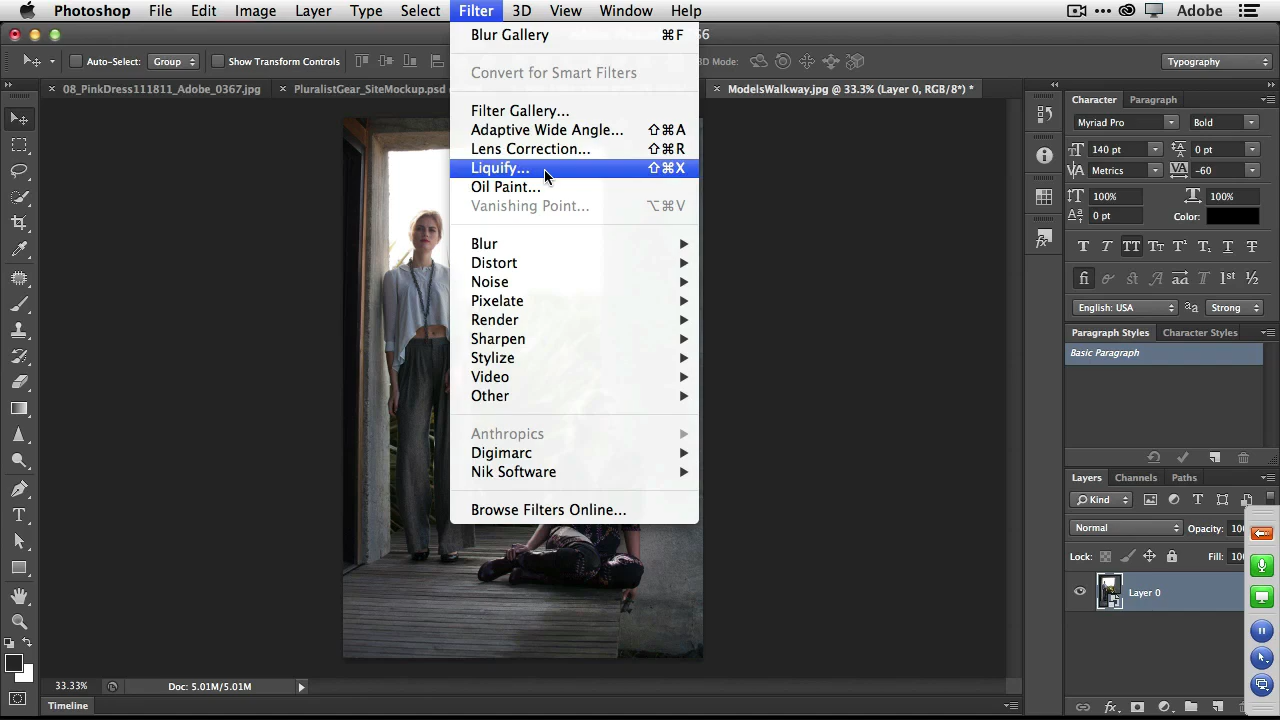 Photoshop File Edit Image Layer Type Select Filter 3D View Window Help Adobe
Auto-Select: Group Show Transform Controls 3D Mode: Typography
08_PinkDress111811_Adobe_0367.jpg PluralistGear_SiteMockup.psd ModelsWalkway.jpg @ 33.3% (Layer 0, RGB/8*) *
Blur Gallery ⌘F
Convert for Smart Filters
Filter Gallery...
Adaptive Wide Angle... ⇧⌘A
Lens Correction... ⇧⌘R
Liquify... ⇧⌘X
Oil Paint...
Vanishing Point... ⌥⌘V
Blur
Distort
Noise
Pixelate
Render
Sharpen
Stylize
Video
Other
Anthropics
Digimarc
Nik Software
Browse Filters Online...
Character Paragraph
Myriad Pro Bold
140 pt 0 pt
Metrics -60
100% 100%
0 pt Color:
English: USA Strong
Paragraph Styles Character Styles
Basic Paragraph
Layers Channels Paths
Kind
Normal Opacity:
Lock: Fill:
Layer 0
33.33% Doc: 5.01M/5.01M
Timeline